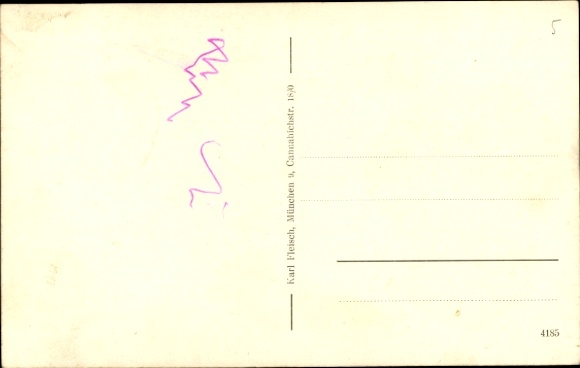 5
Karl Fleisch, München 9, Cannabichstr. 18/0
4185